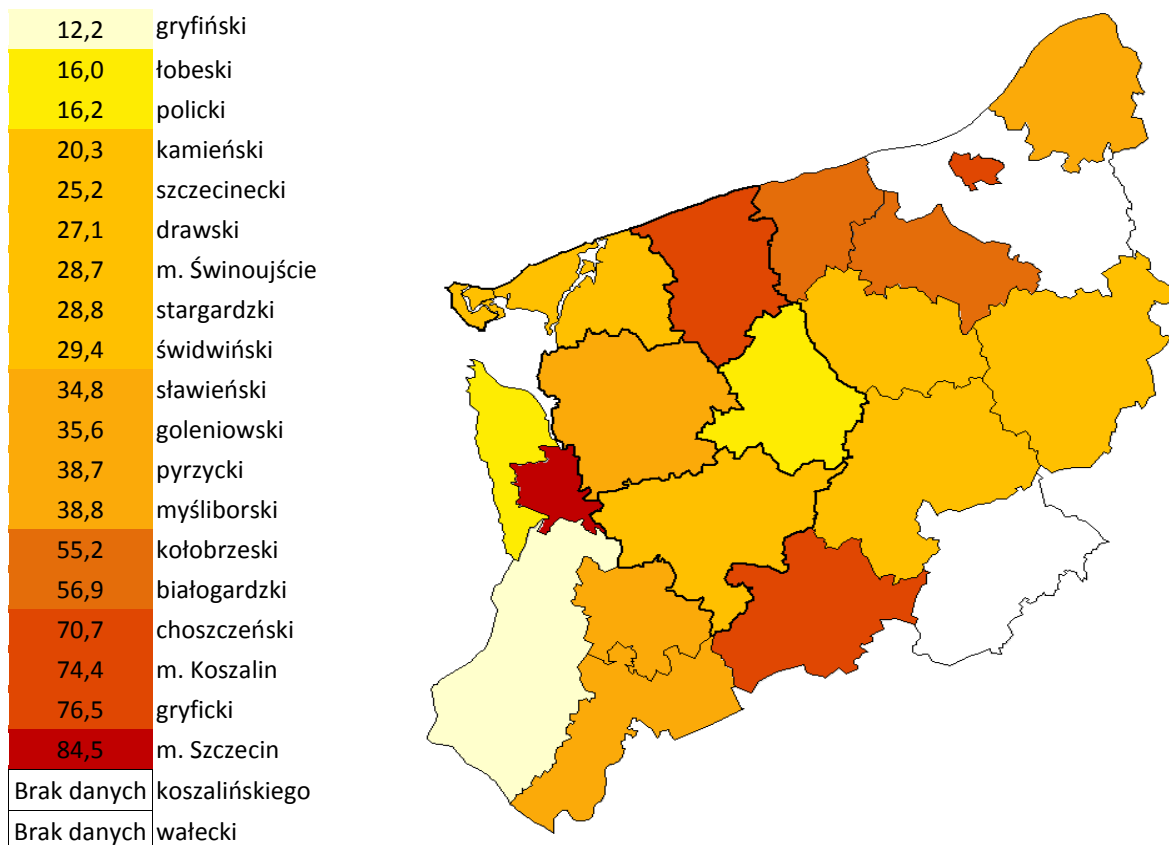 12,2 gryfiński
16,0 łobeski
16,2 policki
20,3 kamieński
25,2 szczecinecki
27,1 drawski
28,7 m. Świnoujście
28,8 stargardzki
29,4 świdwiński
34,8 sławieński
35,6 goleniowski
38,7 pyrzycki
38,8 myśliborski
55,2 kołobrzeski
56,9 białogardzki
70,7 choszczeński
74,4 m. Koszalin
76,5 gryficki
84,5 m. Szczecin
Brak danych koszalińskiego
Brak danych wałecki